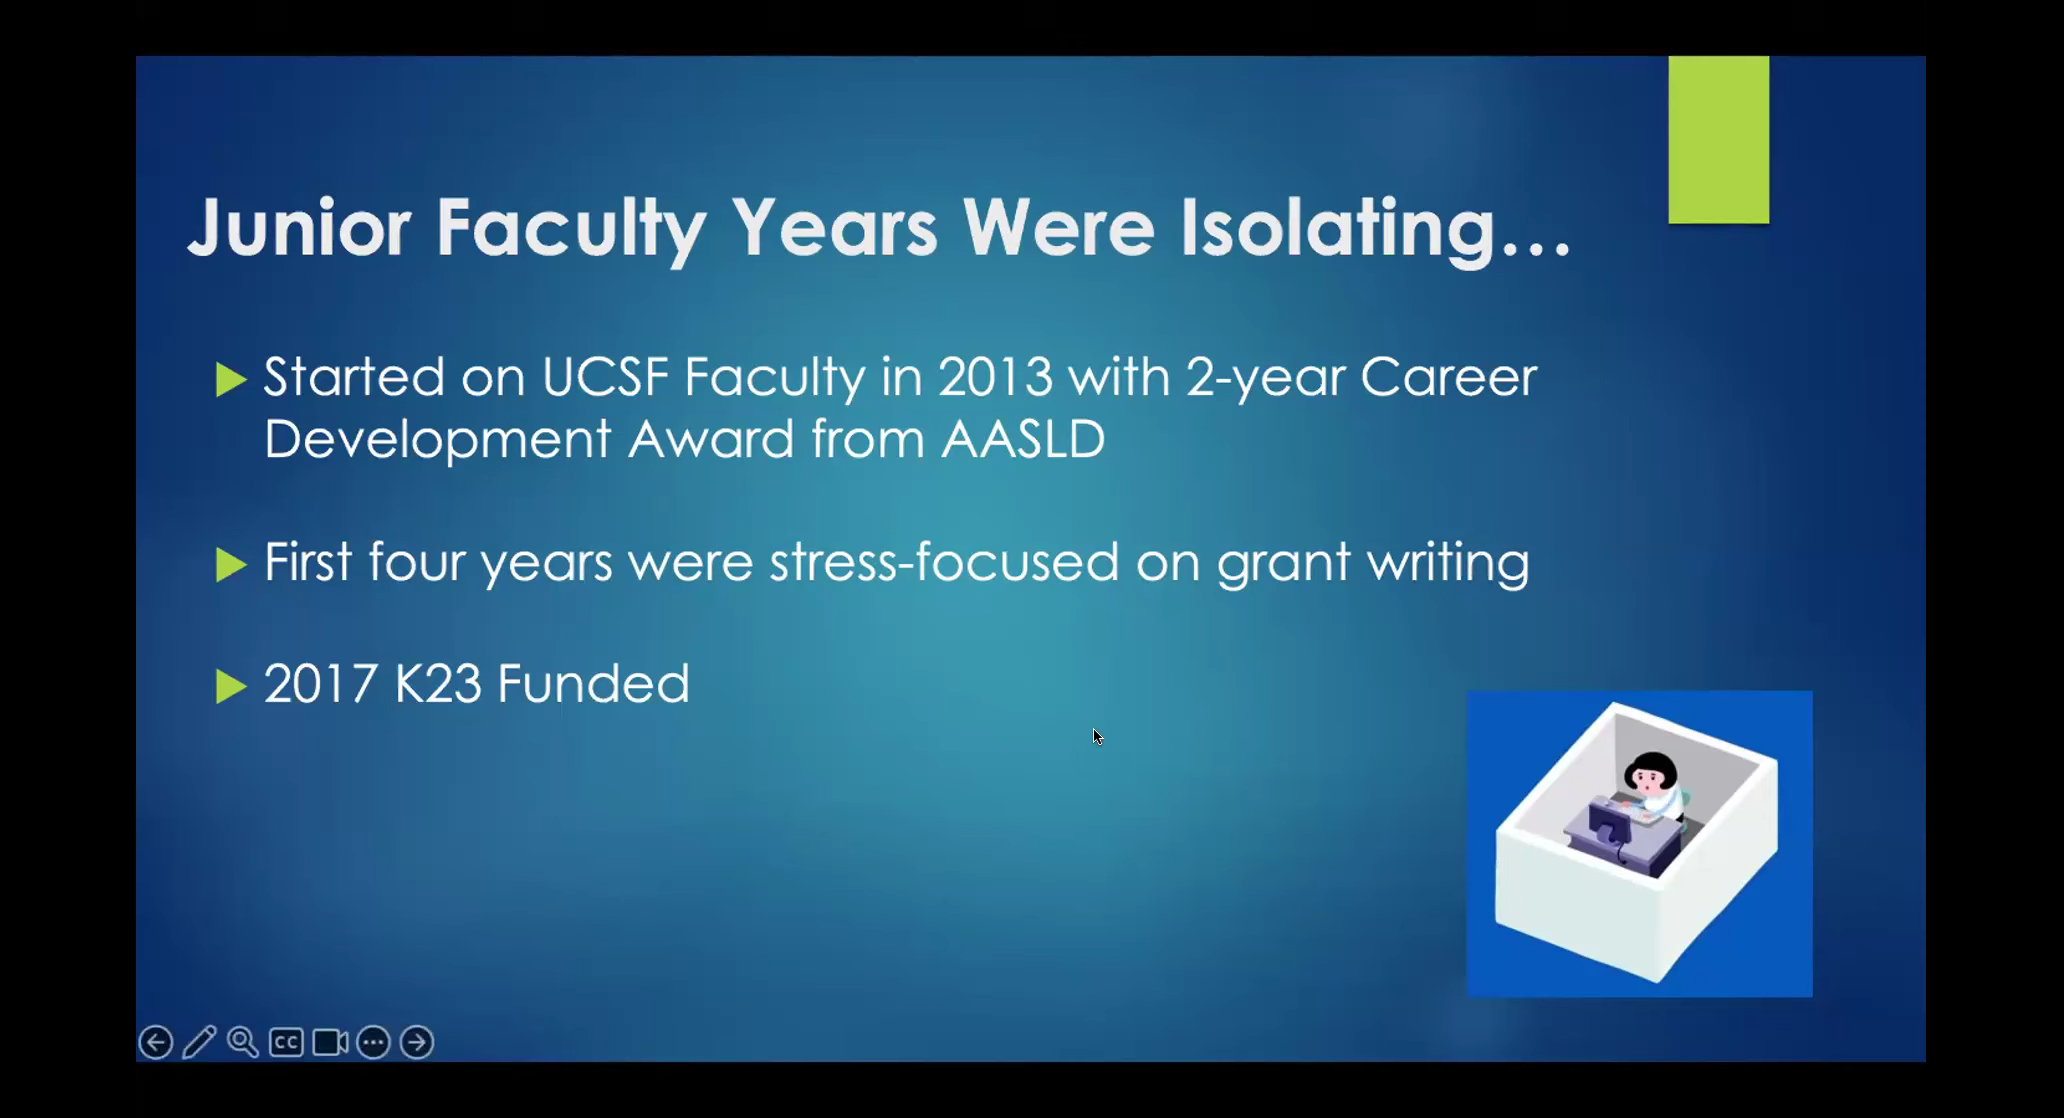 Junior Faculty Years Were Isolating...
Started on UCSF Faculty in 2013 with 2-year Career
Development Award from AASLD
First four years were stress-focused on grant writing
2017 K23 Funded
CC